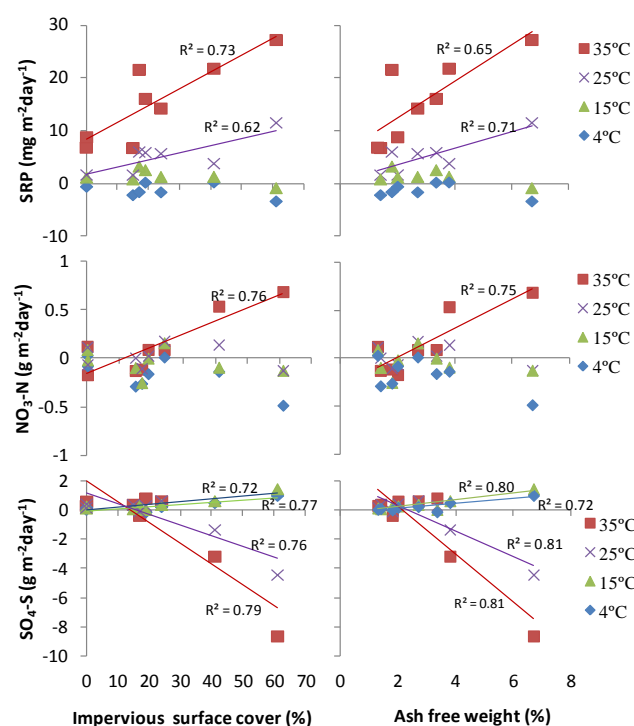 SRP (mg m⁻²day⁻¹)
30
20
10
0
-10
R² = 0.73
R² = 0.62
R² = 0.65
R² = 0.71
35ºC
25ºC
15ºC
4ºC
NO₃-N (g m⁻²day⁻¹)
1
0.5
0
-0.5
-1
R² = 0.76
R² = 0.75
35ºC
25ºC
15ºC
4ºC
SO₄-S (g m⁻²day⁻¹)
2
0
-2
-4
-6
-8
-10
R² = 0.72
R² = 0.77
R² = 0.76
R² = 0.79
R² = 0.80
R² = 0.72
R² = 0.81
R² = 0.81
35ºC
25ºC
15ºC
4ºC
0 20 40 60 80
0 2 4 6 8
Impervious surface cover (%)
Ash free weight (%)